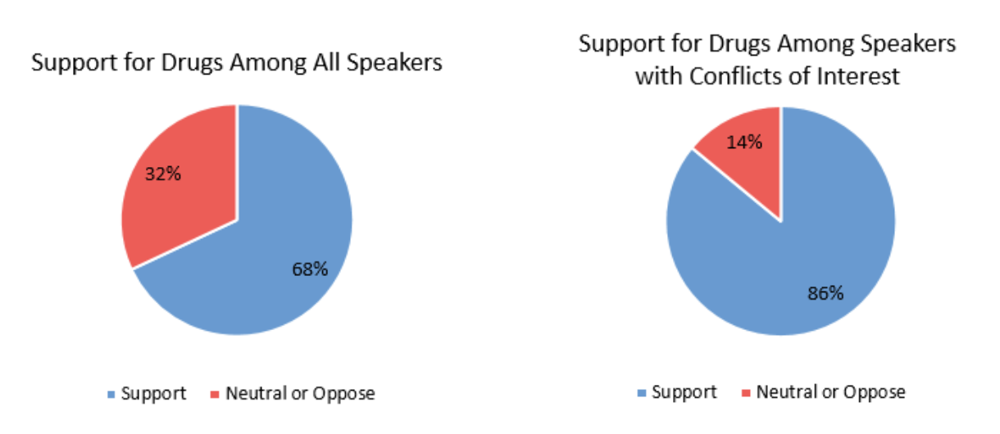 Support for Drugs Among All Speakers
32%
68%
Support Neutral or Oppose
Support for Drugs Among Speakers
with Conflicts of Interest
14%
86%
Support Neutral or Oppose